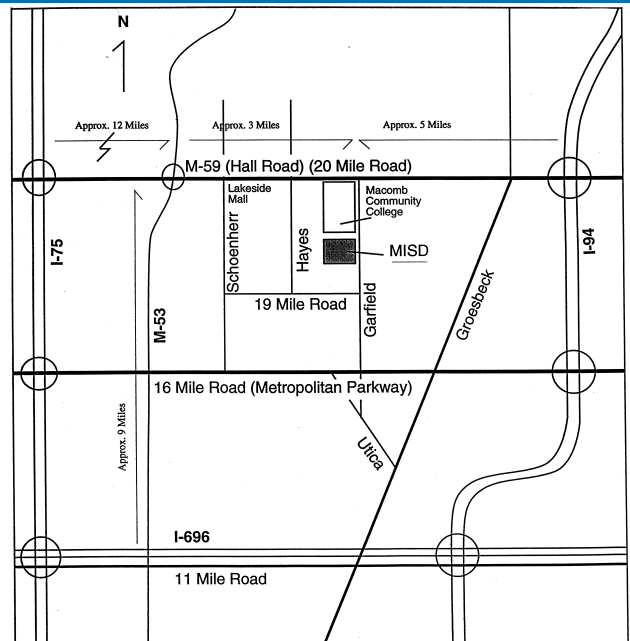 N
Approx. 12 Miles
Approx. 3 Miles
Approx. 5 Miles
M-59 (Hall Road) (20 Mile Road)
Lakeside
Mall
Macomb
Community
College
MISD
I-75
Schoenherr
Hayes
Garfield
Groesbeck
I-94
M-53
19 Mile Road
16 Mile Road (Metropolitan Parkway)
Approx. 9 Miles
Utica
I-696
11 Mile Road